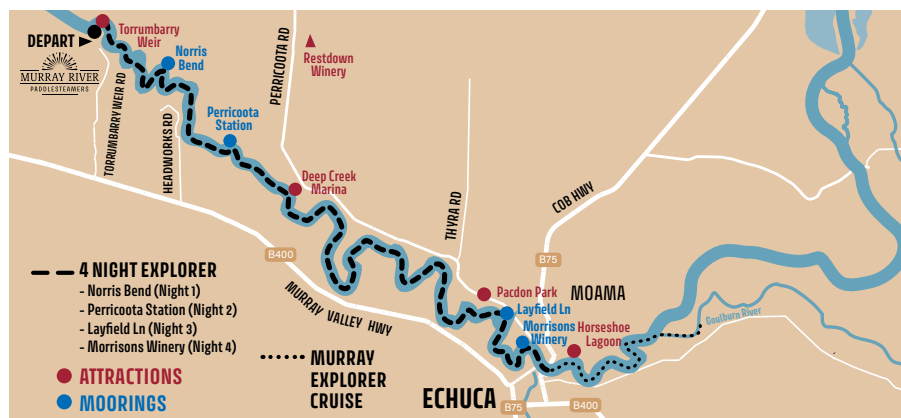 DEPART
MURRAY RIVER
PADDLESTEAMERS
Torrumbarry
Weir
Norris
Bend
PERRICOOTA RD
Restdown
Winery
TORRUMBARRY WEIR RD
HEADWORKS RD
Perricoota
Station
Deep Creek
Marina
THYRA RD
COB HWY
B400
B75
MURRAY VALLEY HWY
Pacdon Park
MOAMA
Layfield Ln
Morrisons
Winery
Horseshoe
Lagoon
Goulburn River
4 NIGHT EXPLORER
- Norris Bend (Night 1)
- Perricoota Station (Night 2)
- Layfield Ln (Night 3)
- Morrisons Winery (Night 4)
ATTRACTIONS
MOORINGS
MURRAY
EXPLORER
CRUISE
ECHUCA
B75
B400